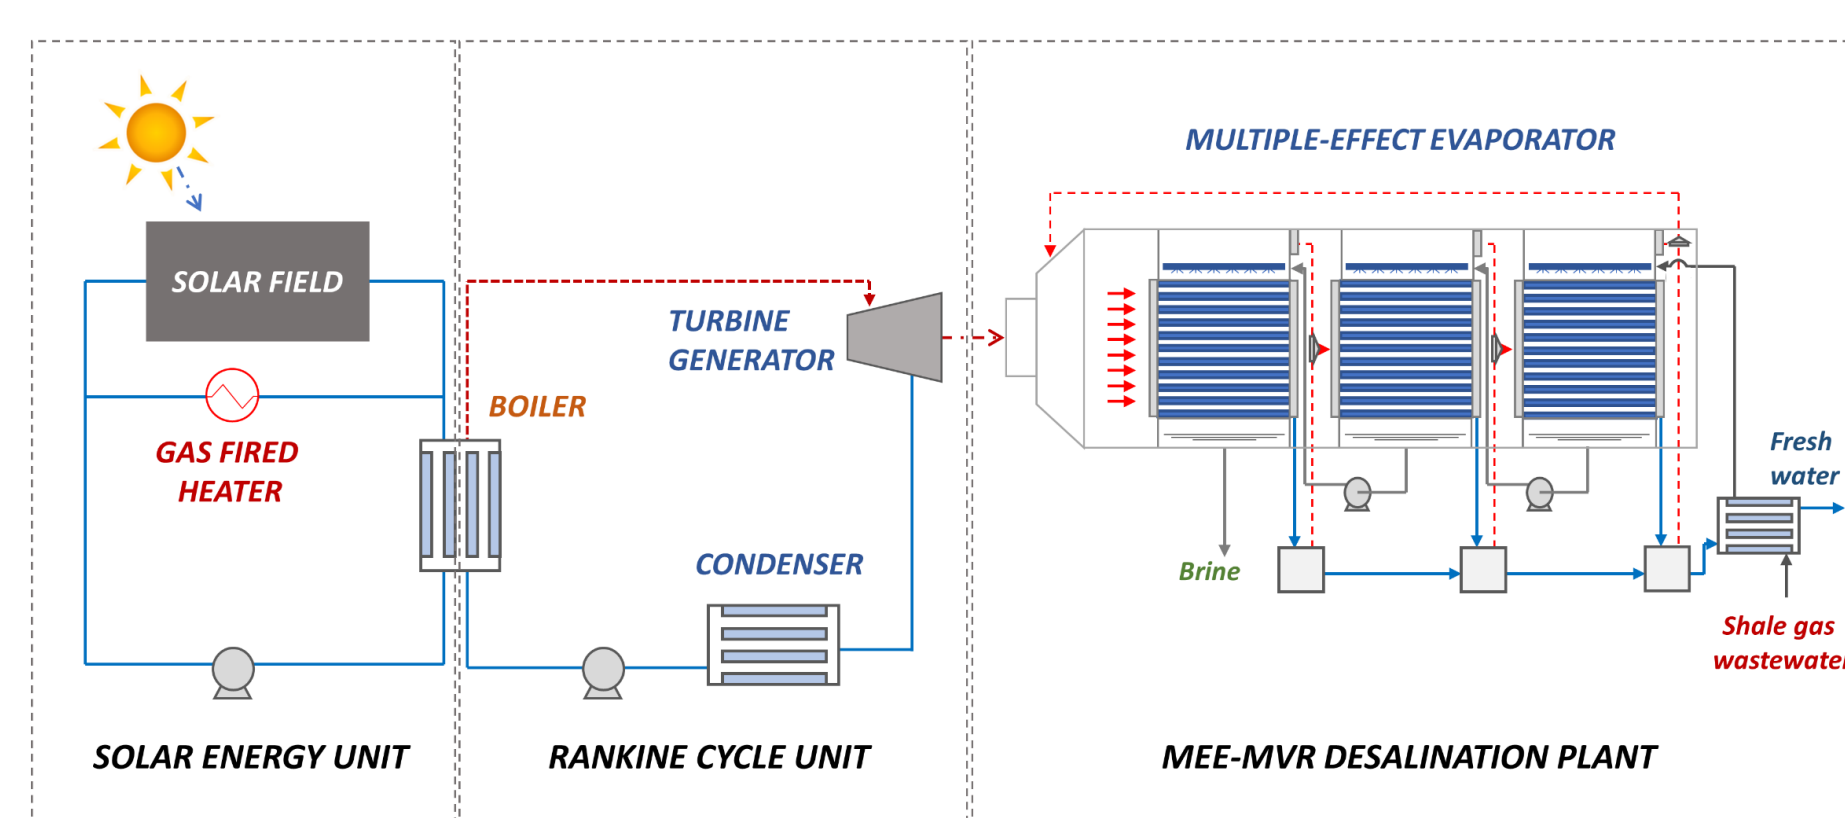 MULTIPLE-EFFECT EVAPORATOR
SOLAR FIELD
TURBINE
GENERATOR
BOILER
GAS FIRED
HEATER
Fresh
water
CONDENSER
Brine
Shale gas
wastewater
SOLAR ENERGY UNIT
RANKINE CYCLE UNIT
MEE-MVR DESALINATION PLANT